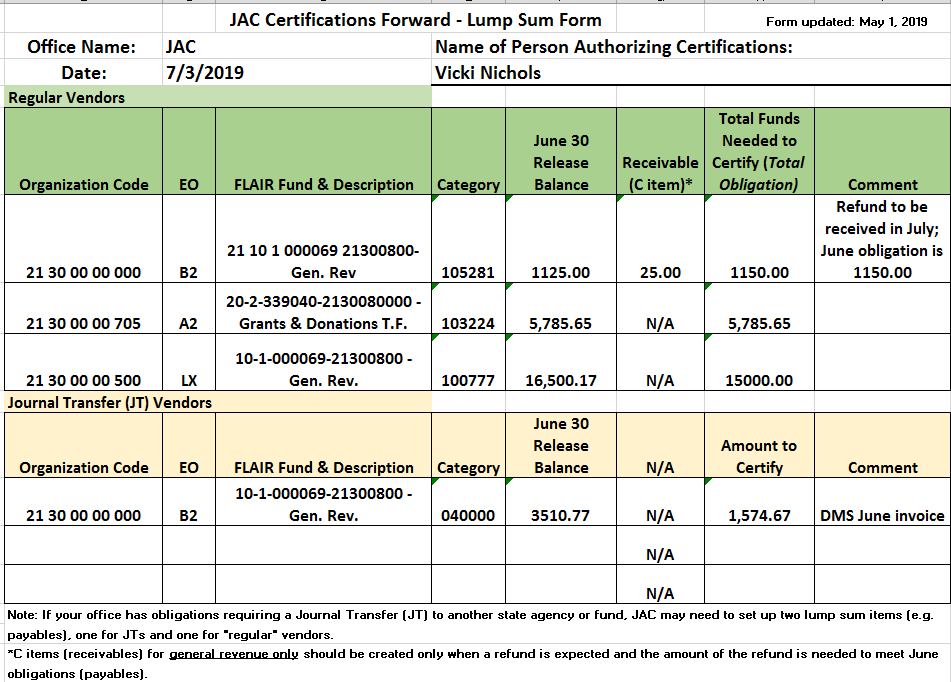 JAC Certifications Forward - Lump Sum Form
Form updated: May 1, 2019
Office Name: JAC Name of Person Authorizing Certifications:
Date: 7/3/2019 Vicki Nichols
Regular Vendors
Organization Code EO FLAIR Fund & Description Category June 30 Release Balance Receivable (C item)* Total Funds Needed to Certify (Total Obligation) Comment
21 30 00 00 000 B2 21 10 1 000069 21300800- Gen. Rev 105281 1125.00 25.00 1150.00 Refund to be received in July; June obligation is 1150.00
21 30 00 00 705 A2 20-2-339040-2130080000 - Grants & Donations T.F. 103224 5,785.65 N/A 5,785.65
21 30 00 00 500 LX 10-1-000069-21300800 - Gen. Rev. 100777 16,500.17 N/A 15000.00
Journal Transfer (JT) Vendors
Organization Code EO FLAIR Fund & Description Category June 30 Release Balance N/A Amount to Certify Comment
21 30 00 00 000 B2 10-1-000069-21300800 - Gen. Rev. 040000 3510.77 N/A 1,574.67 DMS June invoice
N/A
N/A
Note: If your office has obligations requiring a Journal Transfer (JT) to another state agency or fund, JAC may need to set up two lump sum items (e.g.
payables), one for JTs and one for "regular" vendors.
*C items (receivables) for general revenue only should be created only when a refund is expected and the amount of the refund is needed to meet June
obligations (payables).